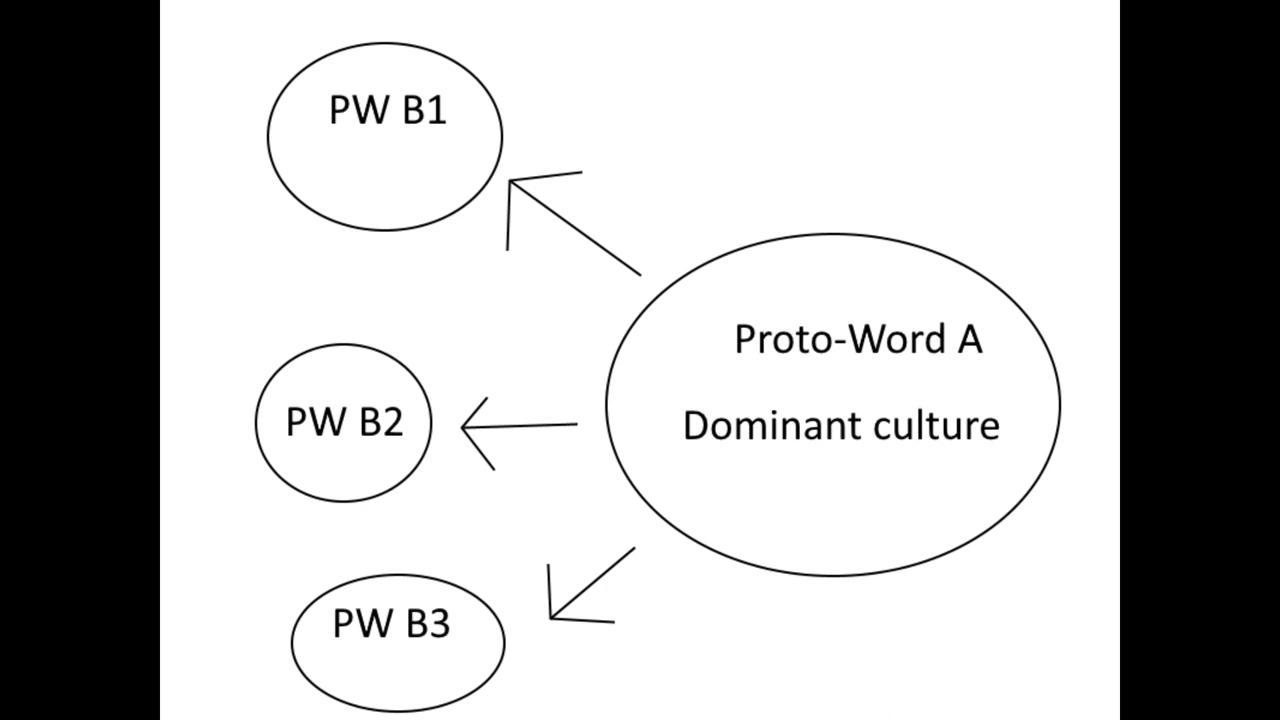 PW B1
Proto-Word A
Dominant culture
PW B2
PW B3